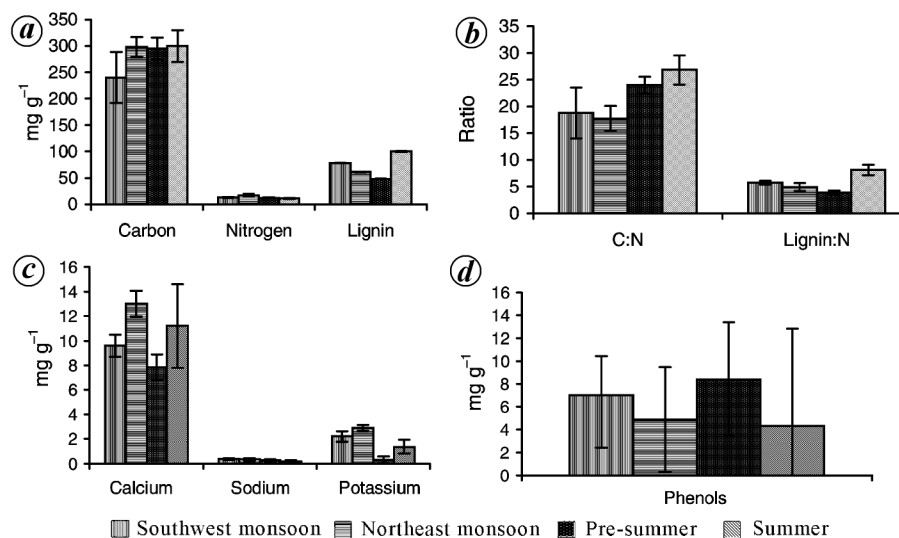 a
b
350
300
250
200
150
100
50
0
mg g⁻¹
Carbon Nitrogen Lignin
35
30
25
20
15
10
5
0
Ratio
C:N Lignin:N
c
d
16
14
12
10
8
6
4
2
0
mg g⁻¹
Calcium Sodium Potassium
16
14
12
10
8
6
4
2
0
mg g⁻¹
Phenols
Southwest monsoon Northeast monsoon Pre-summer Summer